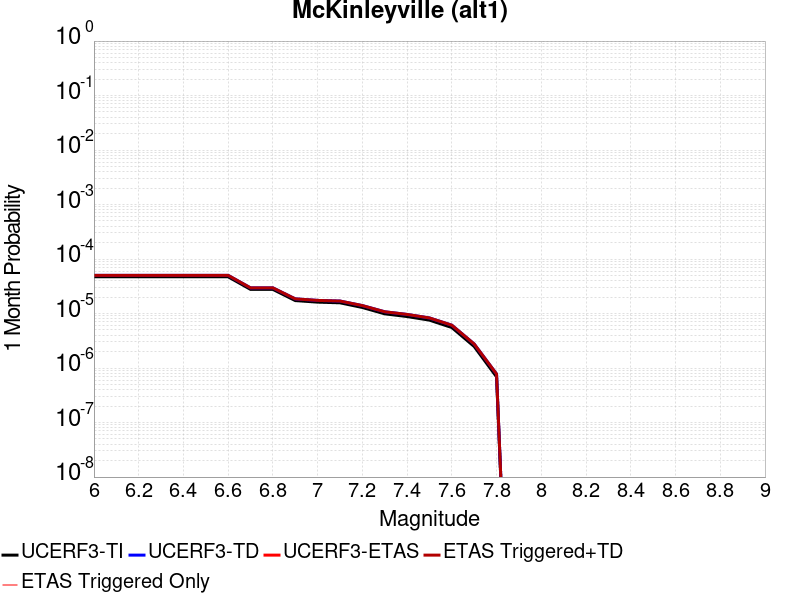 McKinleyville (alt1)
10^0
10^-1
10^-2
10^-3
10^-4
10^-5
10^-6
10^-7
10^-8
1 Month Probability
6 6.2 6.4 6.6 6.8 7 7.2 7.4 7.6 7.8 8 8.2 8.4 8.6 8.8 9
Magnitude
UCERF3-TI UCERF3-TD UCERF3-ETAS ETAS Triggered+TD
ETAS Triggered Only